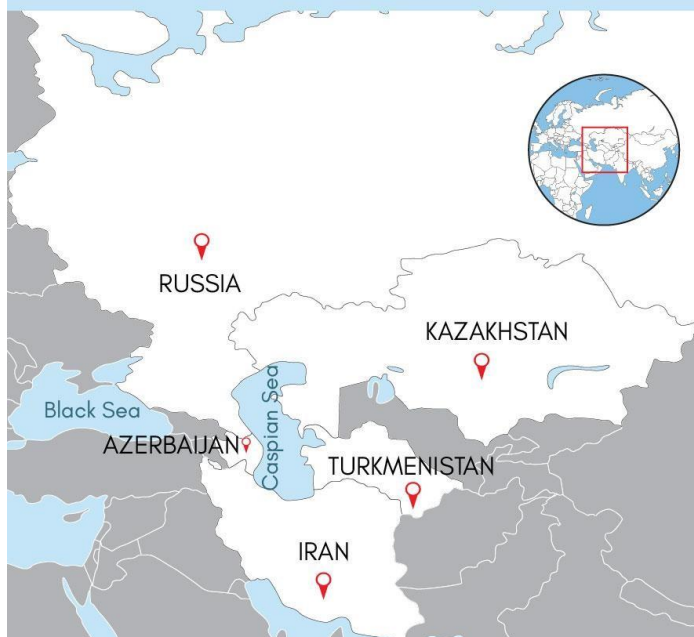 RUSSIA
KAZAKHSTAN
Black Sea
Caspian Sea
AZERBAIJAN
TURKMENISTAN
IRAN